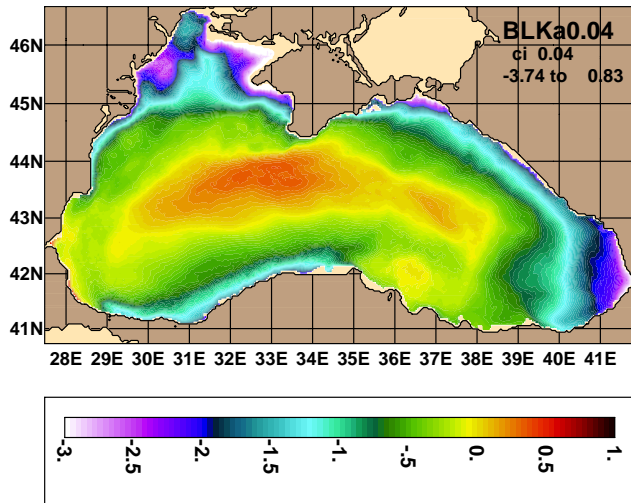 BLKa0.04
ci 0.04
-3.74 to 0.83
46N
45N
44N
43N
42N
41N
28E 29E 30E 31E 32E 33E 34E 35E 36E 37E 38E 39E 40E 41E
-3. -2.5 -2. -1.5 -1. -.5 0. 0.5 1.